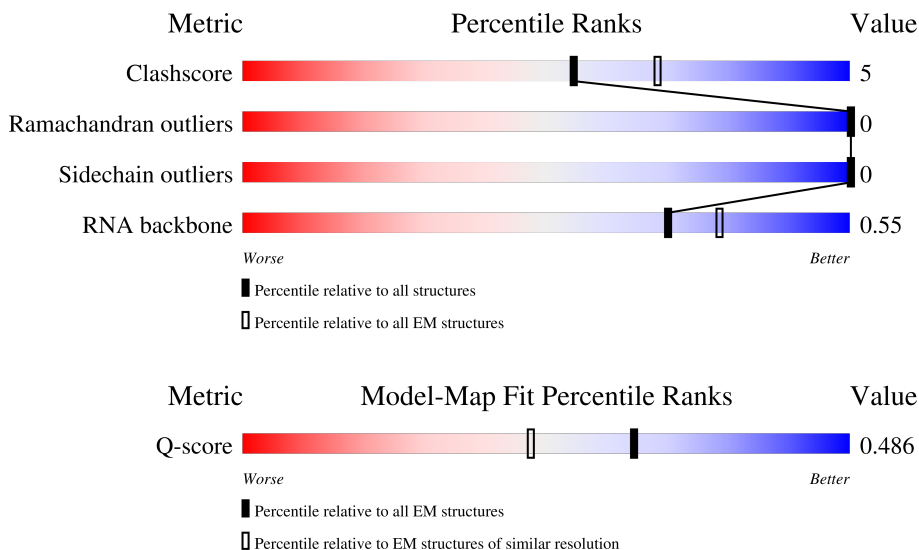 Metric Percentile Ranks Value
Clashscore 5
Ramachandran outliers 0
Sidechain outliers 0
RNA backbone 0.55
Worse Better
Percentile relative to all structures
Percentile relative to all EM structures
Metric Model-Map Fit Percentile Ranks Value
Q-score 0.486
Worse Better
Percentile relative to all EM structures
Percentile relative to EM structures of similar resolution